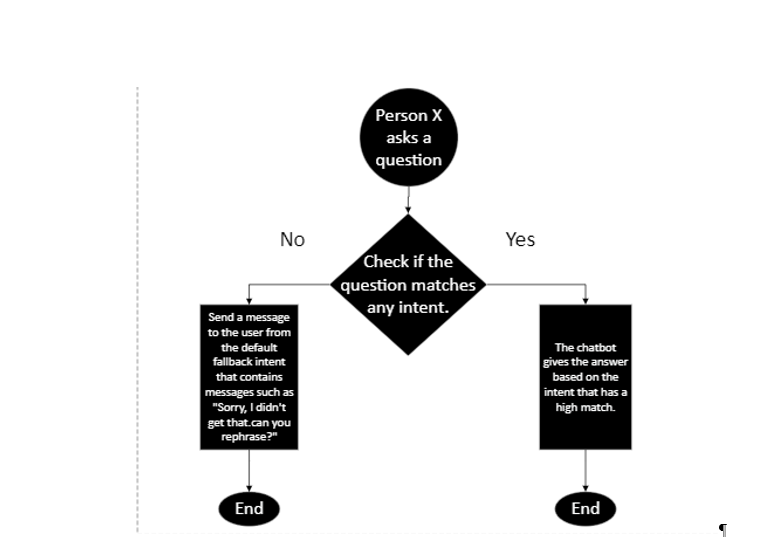 Person X
asks a
question
No
Yes
Check if the
question matches
any intent.
Send a message
to the user from
the default
fallback intent
that contains
messages such as
"Sorry, I didn't
get that.can you
rephrase?"
The chatbot
gives the answer
based on the
intent that has a
high match.
End
End
¶